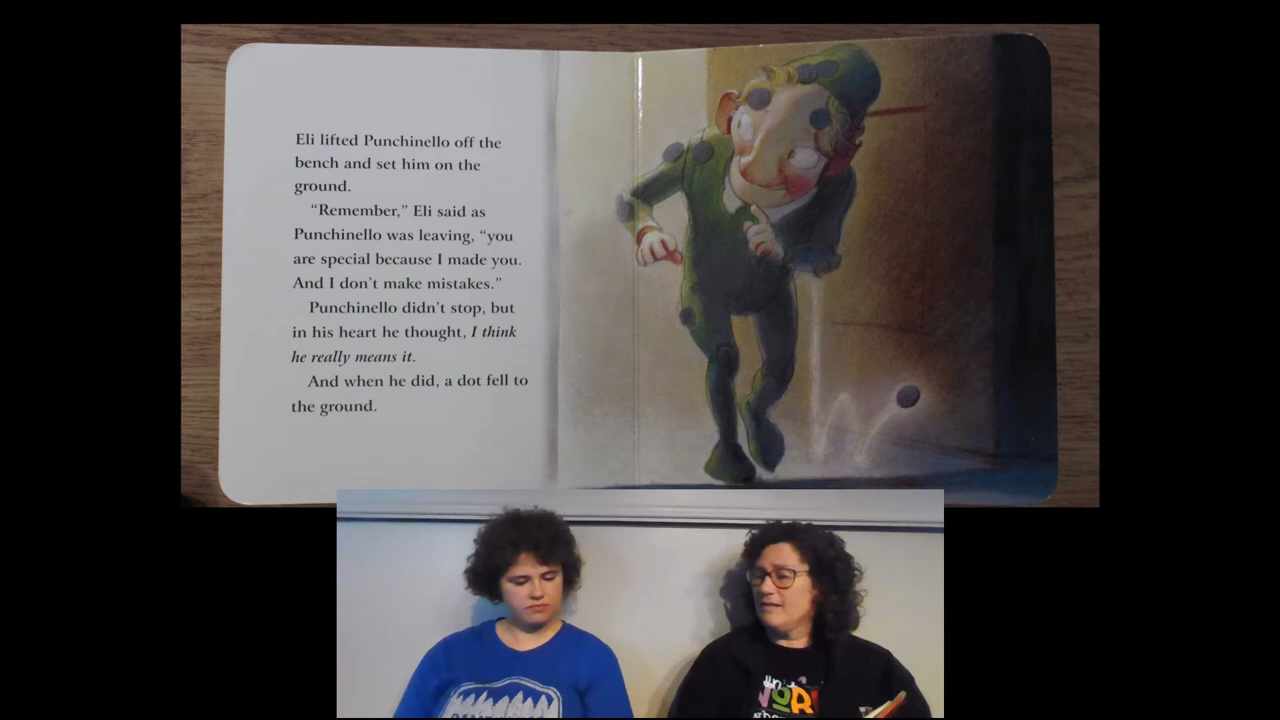 Eli lifted Punchinello off the
bench and set him on the
ground.
“Remember,” Eli said as
Punchinello was leaving, “you
are special because I made you.
And I don’t make mistakes.”
Punchinello didn’t stop, but
in his heart he thought, I think
he really means it.
And when he did, a dot fell to
the ground.